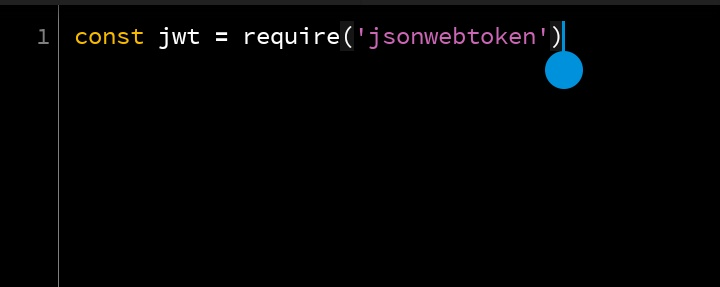 1 const jwt = require('jsonwebtoken')